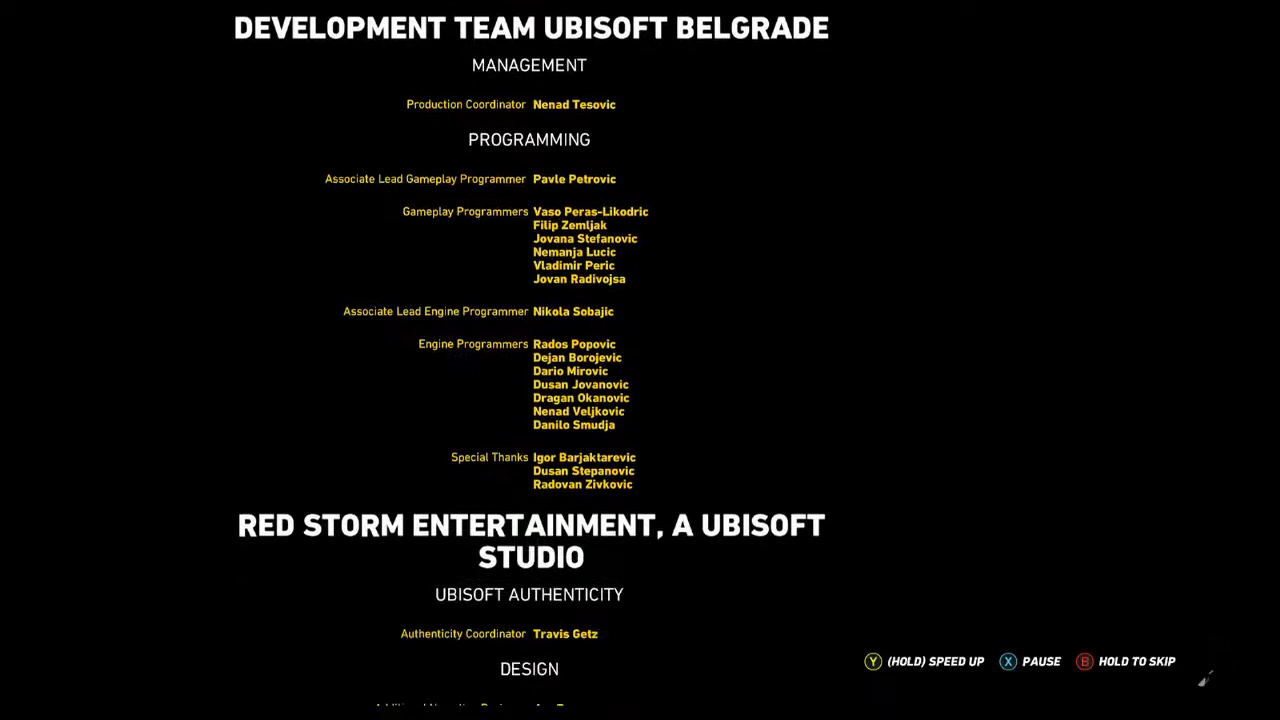 DEVELOPMENT TEAM UBISOFT BELGRADE
MANAGEMENT
Production Coordinator Nenad Tesovic
PROGRAMMING
Associate Lead Gameplay Programmer Pavle Petrovic
Gameplay Programmers Vaso Peras-Likodric
Filip Zemljak
Jovana Stefanovic
Nemanja Lucic
Vladimir Peric
Jovan Radivojsa
Associate Lead Engine Programmer Nikola Sobajic
Engine Programmers Rados Popovic
Dejan Borojevic
Dario Mirovic
Dusan Jovanovic
Dragan Okanovic
Nenad Veljkovic
Danilo Smudja
Special Thanks Igor Barjaktarevic
Dusan Stepanovic
Radovan Zivkovic
RED STORM ENTERTAINMENT, A UBISOFT
STUDIO
UBISOFT AUTHENTICITY
Authenticity Coordinator Travis Getz
DESIGN
Y (HOLD) SPEED UP X PAUSE B HOLD TO SKIP